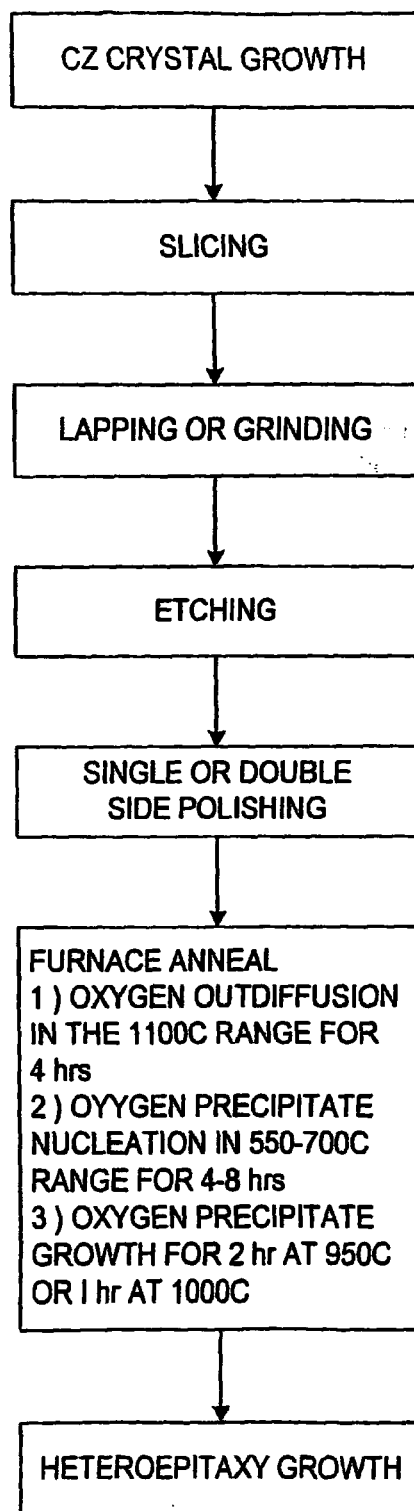 CZ CRYSTAL GROWTH
SLICING
LAPPING OR GRINDING
ETCHING
SINGLE OR DOUBLE
SIDE POLISHING
FURNACE ANNEAL
1 ) OXYGEN OUTDIFFUSION
IN THE 1100C RANGE FOR
4 hrs
2 ) OYYGEN PRECIPITATE
NUCLEATION IN 550-700C
RANGE FOR 4-8 hrs
3 ) OXYGEN PRECIPITATE
GROWTH FOR 2 hr AT 950C
OR I hr AT 1000C
HETEROEPITAXY GROWTH